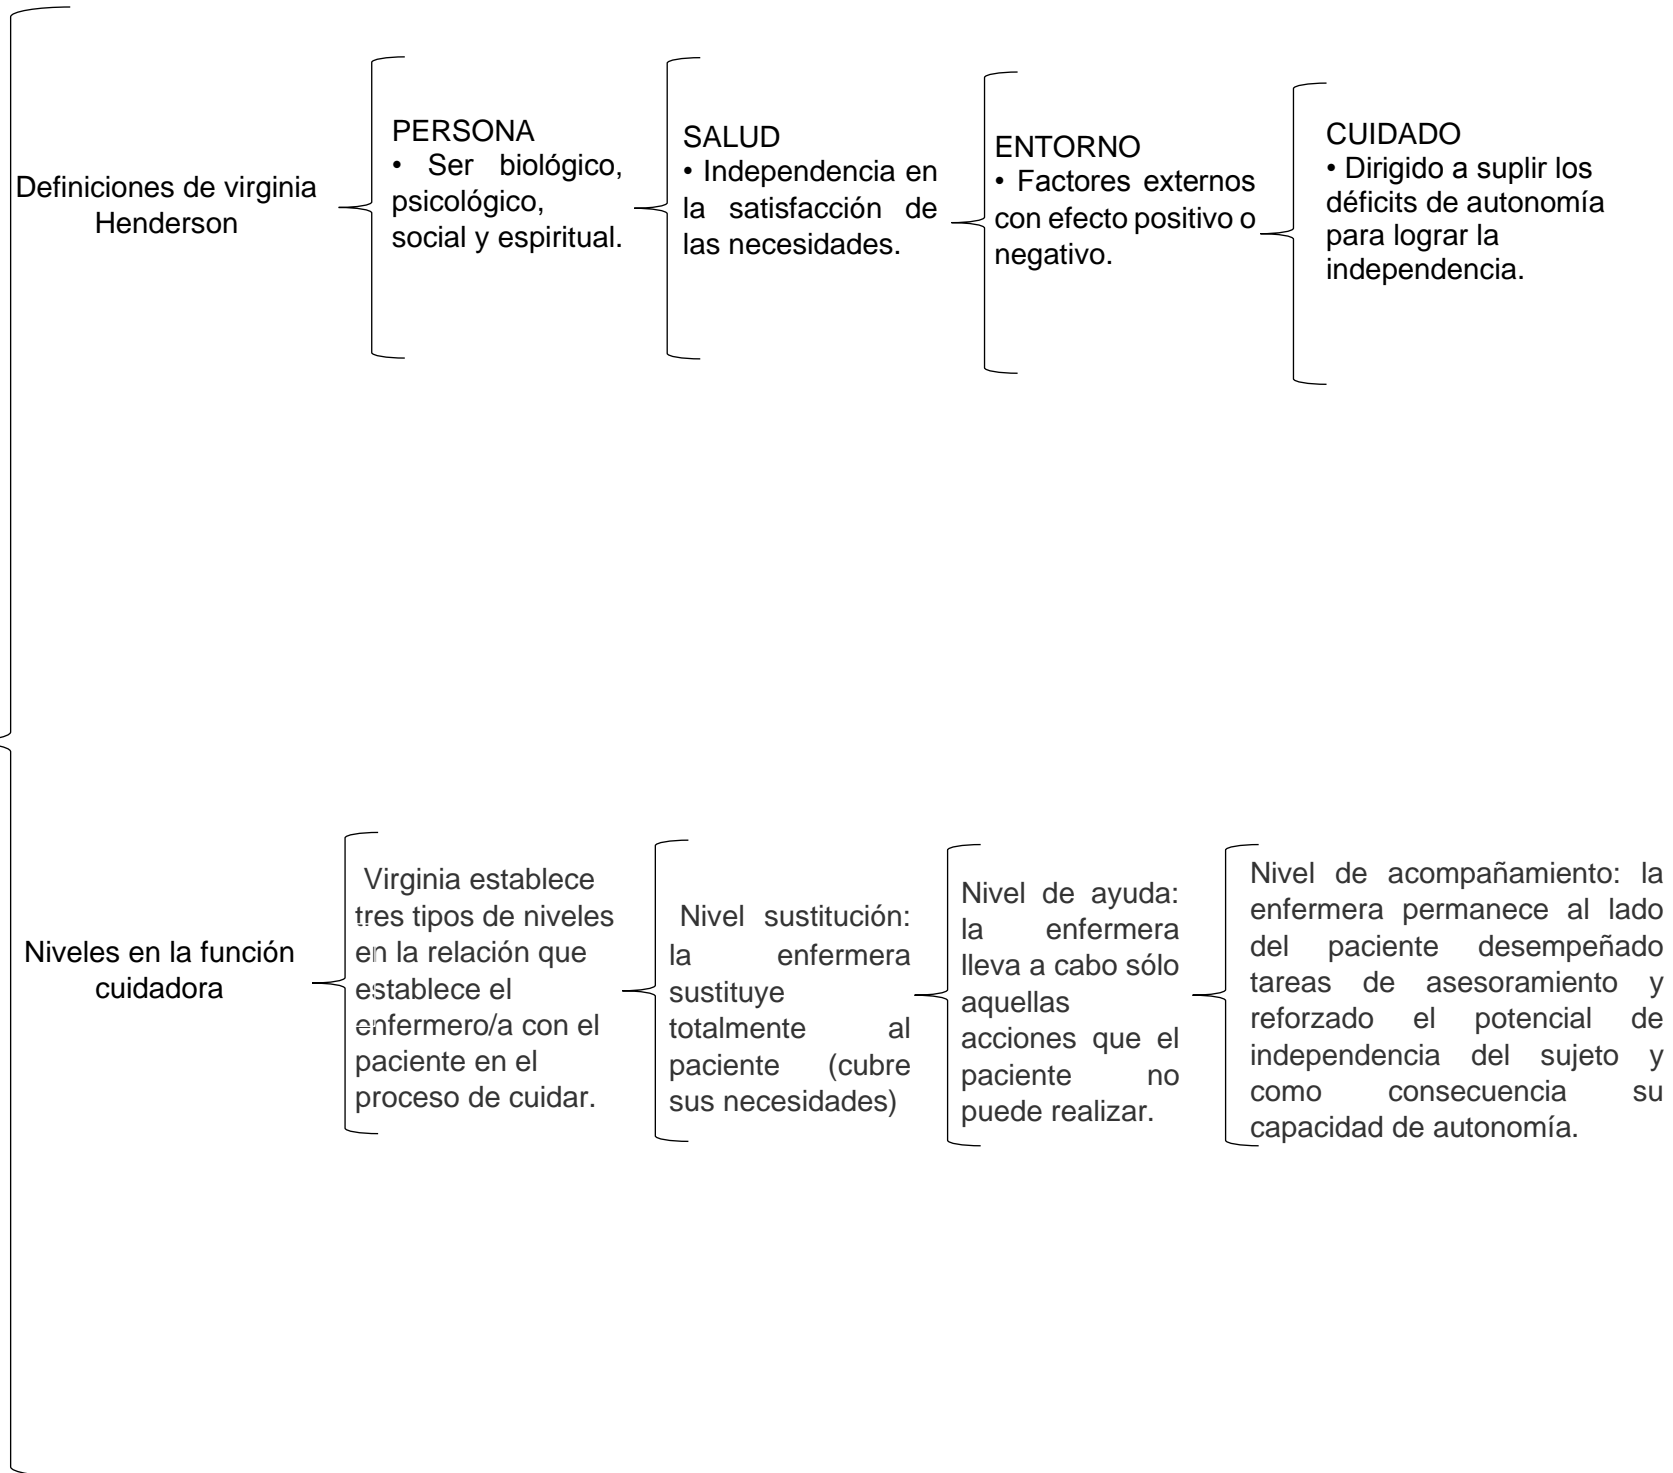 Definiciones de virginia
Henderson
PERSONA
• Ser biológico,
psicológico,
social y espiritual.
SALUD
• Independencia en
la satisfacción de
las necesidades.
ENTORNO
• Factores externos
con efecto positivo o
negativo.
CUIDADO
• Dirigido a suplir los
déficits de autonomía
para lograr la
independencia.
Niveles en la función
cuidadora
Virginia establece
tres tipos de niveles
en la relación que
establece el
enfermero/a con el
paciente en el
proceso de cuidar.
Nivel sustitución:
la enfermera
sustituye
totalmente al
paciente (cubre
sus necesidades)
Nivel de ayuda:
la enfermera
lleva a cabo sólo
aquellas
acciones que el
paciente no
puede realizar.
Nivel de acompañamiento: la
enfermera permanece al lado
del paciente desempeñado
tareas de asesoramiento y
reforzado el potencial de
independencia del sujeto y
como consecuencia su
capacidad de autonomía.